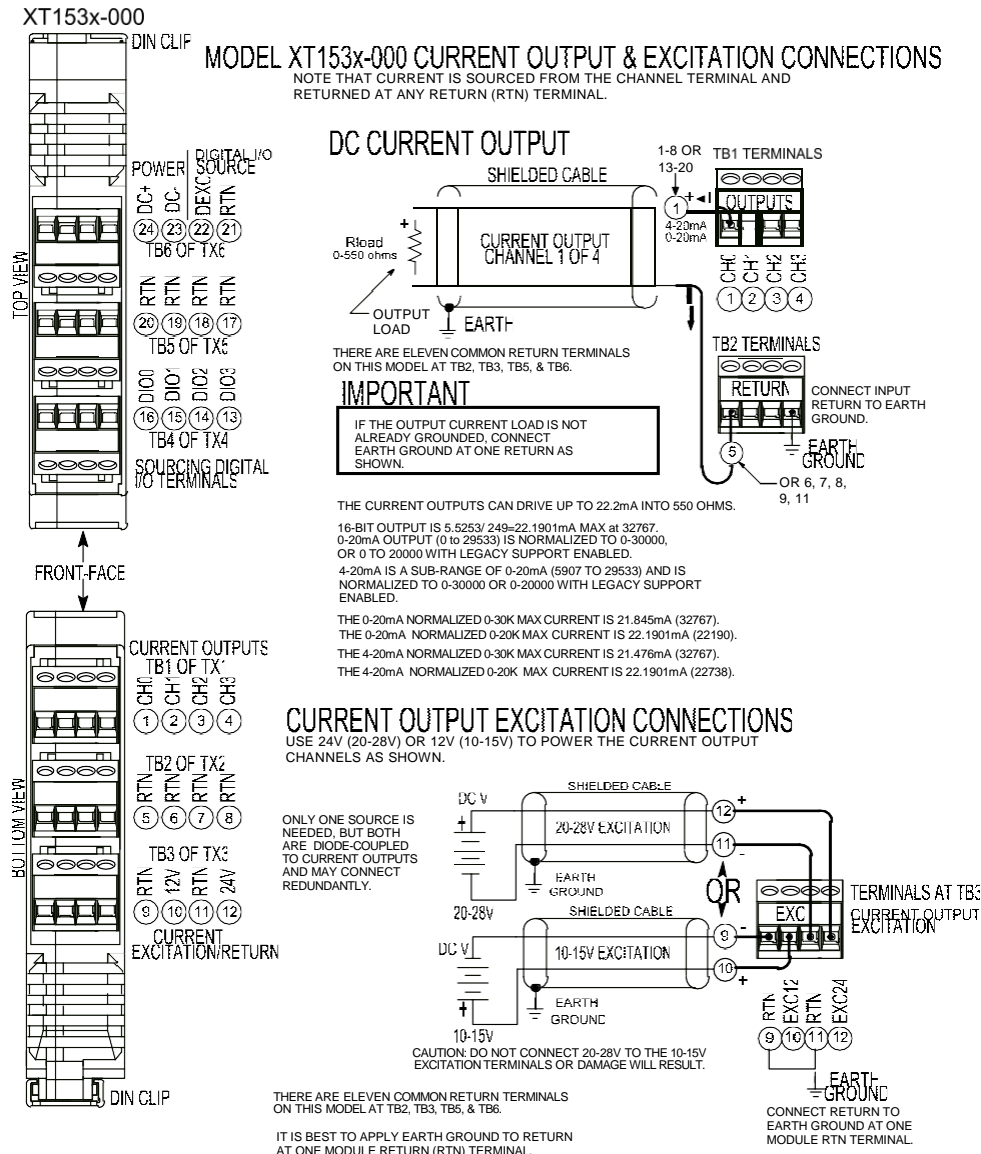 XT153x-000
DIN CLIP
MODEL XT153x-000 CURRENT OUTPUT & EXCITATION CONNECTIONS
NOTE THAT CURRENT IS SOURCED FROM THE CHANNEL TERMINAL AND
RETURNED AT ANY RETURN (RTN) TERMINAL.
TOP VIEW
POWER
DIGITAL I/O
SOURCE
DC+ DC- DEXC RTN
24 23 22 21
TB6 OF TX6
RTN RTN RTN RTN
20 19 18 17
TB5 OF TX5
DIO0 DIO1 DIO2 DIO3
16 15 14 13
TB4 OF TX4
SOURCING DIGITAL
I/O TERMINALS
FRONT-FACE
DC CURRENT OUTPUT
SHIELDED CABLE
1-8 OR
13-20
TB1 TERMINALS
+
Rload
0-550 ohms
CURRENT OUTPUT
CHANNEL 1 OF 4
1
+ I
4-20mA
0-20mA
OUTPUTS
CH0 CH1 CH2 CH3
1 2 3 4
OUTPUT
LOAD
EARTH
I
THERE ARE ELEVEN COMMON RETURN TERMINALS
ON THIS MODEL AT TB2, TB3, TB5, & TB6.
TB2 TERMINALS
RETURN
CONNECT INPUT
RETURN TO EARTH
GROUND.
EARTH
GROUND
5
OR 6, 7, 8,
9, 11
IMPORTANT
IF THE OUTPUT CURRENT LOAD IS NOT
ALREADY GROUNDED, CONNECT
EARTH GROUND AT ONE RETURN AS
SHOWN.
THE CURRENT OUTPUTS CAN DRIVE UP TO 22.2mA INTO 550 OHMS.
16-BIT OUTPUT IS 5.5253/ 249=22.1901mA MAX at 32767.
0-20mA OUTPUT (0 to 29533) IS NORMALIZED TO 0-30000,
OR 0 TO 20000 WITH LEGACY SUPPORT ENABLED.
4-20mA IS A SUB-RANGE OF 0-20mA (5907 TO 29533) AND IS
NORMALIZED TO 0-30000 OR 0-20000 WITH LEGACY SUPPORT
ENABLED.
THE 0-20mA NORMALIZED 0-30K MAX CURRENT IS 21.845mA (32767).
THE 0-20mA NORMALIZED 0-20K MAX CURRENT IS 22.1901mA (22190).
THE 4-20mA NORMALIZED 0-30K MAX CURRENT IS 21.476mA (32767).
THE 4-20mA NORMALIZED 0-20K MAX CURRENT IS 22.1901mA (22738).
BOTTOM VIEW
CURRENT OUTPUTS
TB1 OF TX1
CH0 CH1 CH2 CH3
1 2 3 4
TB2 OF TX2
RTN RTN RTN RTN
5 6 7 8
TB3 OF TX3
RTN 12V RTN 24V
9 10 11 12
CURRENT
EXCITATION/RETURN
DIN CLIP
CURRENT OUTPUT EXCITATION CONNECTIONS
USE 24V (20-28V) OR 12V (10-15V) TO POWER THE CURRENT OUTPUT
CHANNELS AS SHOWN.
ONLY ONE SOURCE IS
NEEDED, BUT BOTH
ARE DIODE-COUPLED
TO CURRENT OUTPUTS
AND MAY CONNECT
REDUNDANTLY.
DC V
+
20-28V
SHIELDED CABLE
20-28V EXCITATION
EARTH
GROUND
12 +
11 -
OR
SHIELDED CABLE
DC V
10-15V EXCITATION
+
10-15V
EARTH
GROUND
9 -
10 +
EXC
TERMINALS AT TB3
CURRENT OUTPUT
EXCITATION
RTN EXC12 RTN EXC24
9 10 11 12
EARTH
GROUND
CONNECT RETURN TO
EARTH GROUND AT ONE
MODULE RTN TERMINAL.
CAUTION: DO NOT CONNECT 20-28V TO THE 10-15V
EXCITATION TERMINALS OR DAMAGE WILL RESULT.
THERE ARE ELEVEN COMMON RETURN TERMINALS
ON THIS MODEL AT TB2, TB3, TB5, & TB6.
IT IS BEST TO APPLY EARTH GROUND TO RETURN
AT ONE MODULE RETURN (RTN) TERMINAL.